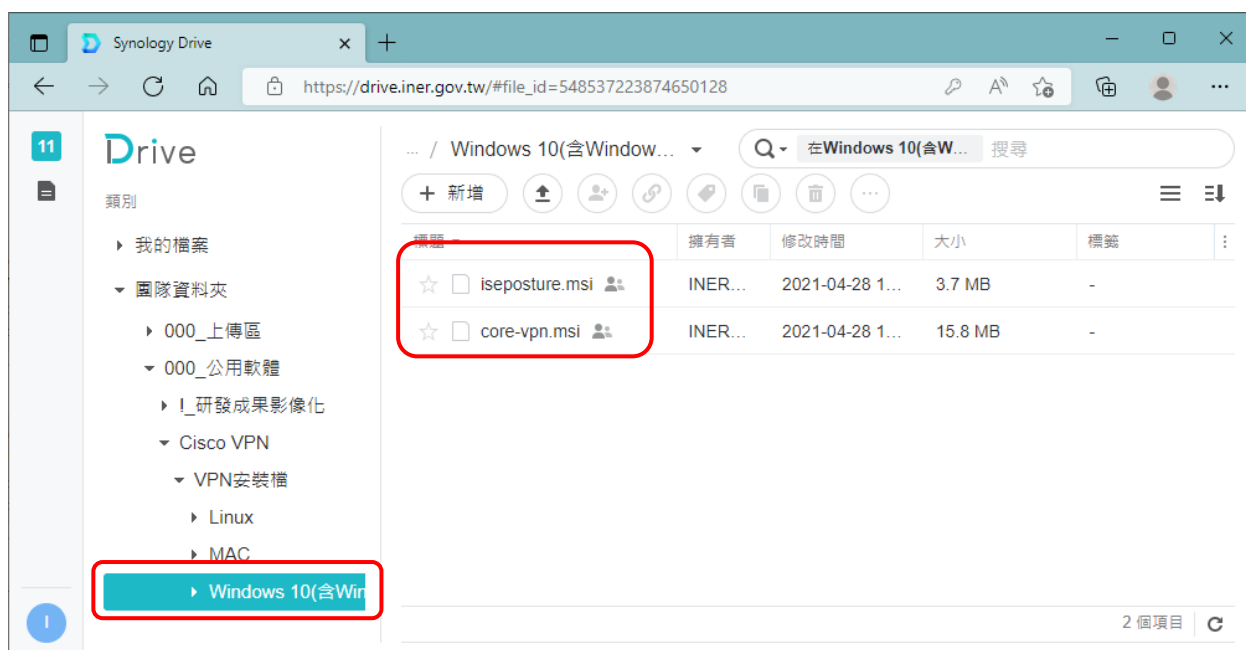 Synology Drive
https://drive.iner.gov.tw/#file_id=548537223874650128
11
Drive
類別
我的檔案
團隊資料夾
000_上傳區
000_公用軟體
!_研發成果影像化
Cisco VPN
VPN安裝檔
Linux
MAC
Windows 10(含Win
I
... / Windows 10(含Window...
在Windows 10(含W... 搜尋
+ 新增
標題 擁有者 修改時間 大小 標籤
iseposture.msi INER... 2021-04-28 1... 3.7 MB -
core-vpn.msi INER... 2021-04-28 1... 15.8 MB -
2 個項目